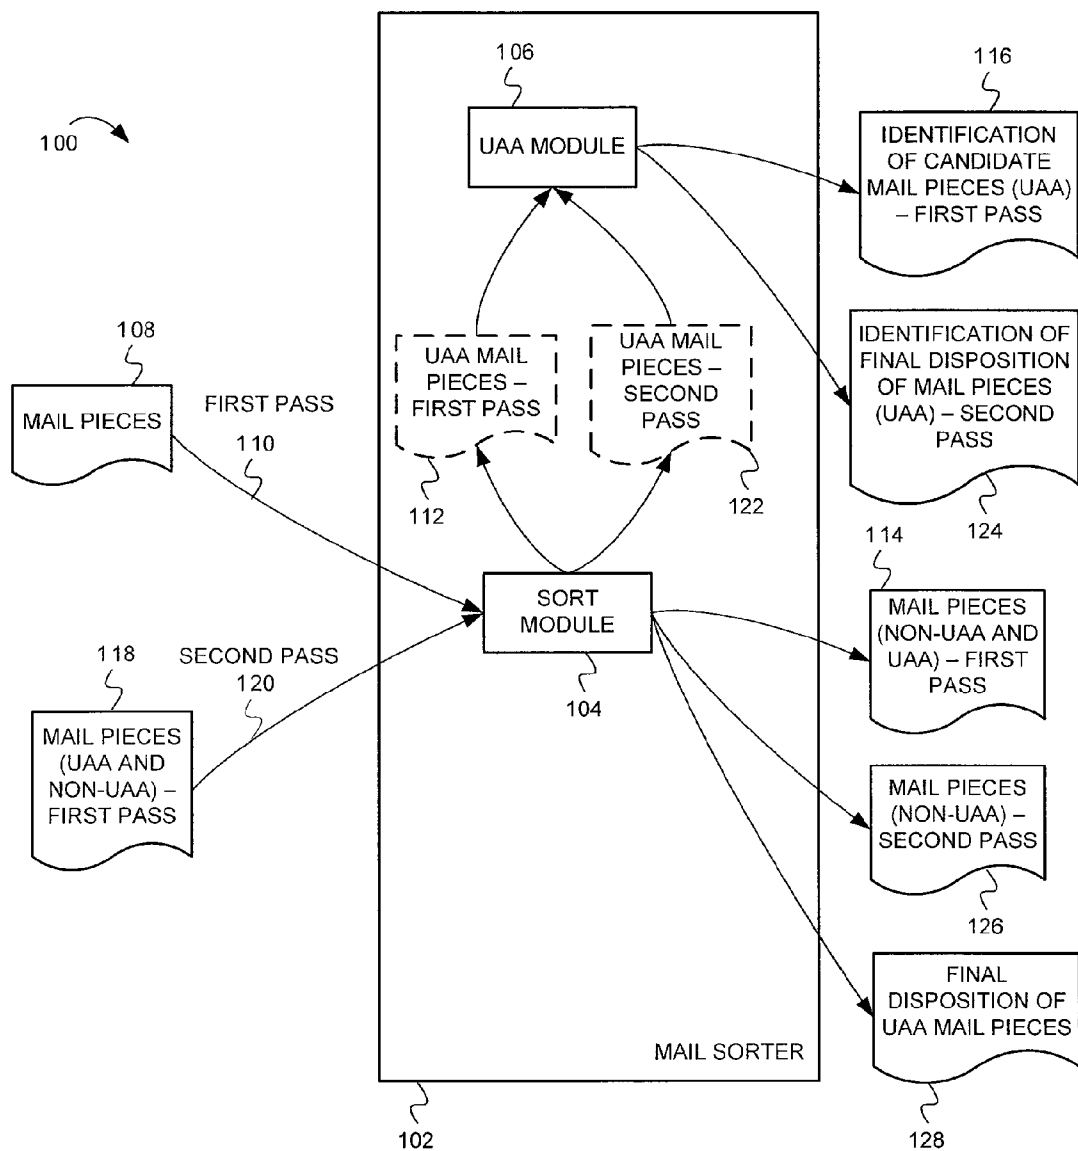 100
106
UAA MODULE
116
IDENTIFICATION
OF CANDIDATE
MAIL PIECES (UAA)
– FIRST PASS
108
MAIL PIECES
FIRST PASS
110
UAA MAIL
PIECES –
FIRST PASS
112
UAA MAIL
PIECES –
SECOND
PASS
122
IDENTIFICATION OF
FINAL DISPOSITION
OF MAIL PIECES
(UAA) – SECOND
PASS
124
114
MAIL PIECES
(NON-UAA AND
UAA) – FIRST
PASS
SORT
MODULE
104
118
SECOND PASS
120
MAIL PIECES
(UAA AND
NON-UAA) –
FIRST PASS
MAIL PIECES
(NON-UAA) –
SECOND PASS
126
FINAL
DISPOSITION OF
UAA MAIL PIECES
128
MAIL SORTER
102